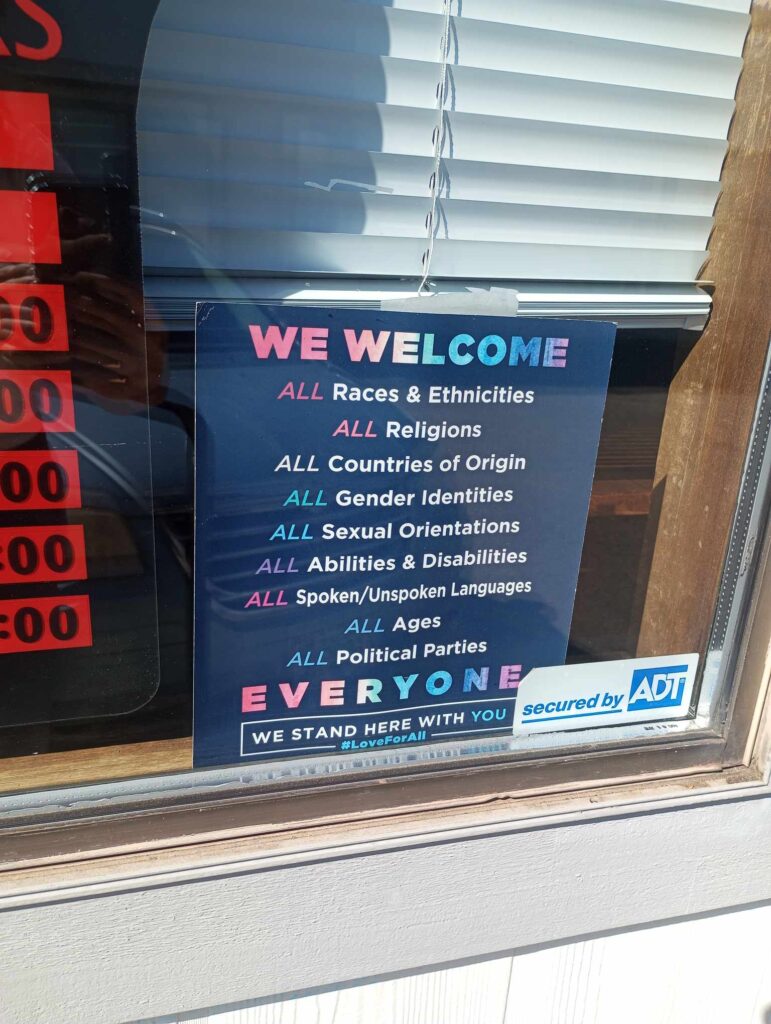 WE WELCOME
ALL Races & Ethnicities
ALL Religions
ALL Countries of Origin
ALL Gender Identities
ALL Sexual Orientations
ALL Abilities & Disabilities
ALL Spoken/Unspoken Languages
ALL Ages
ALL Political Parties
EVERYONE
WE STAND HERE WITH YOU
#LoveForAll
secured by ADT
:00
:00